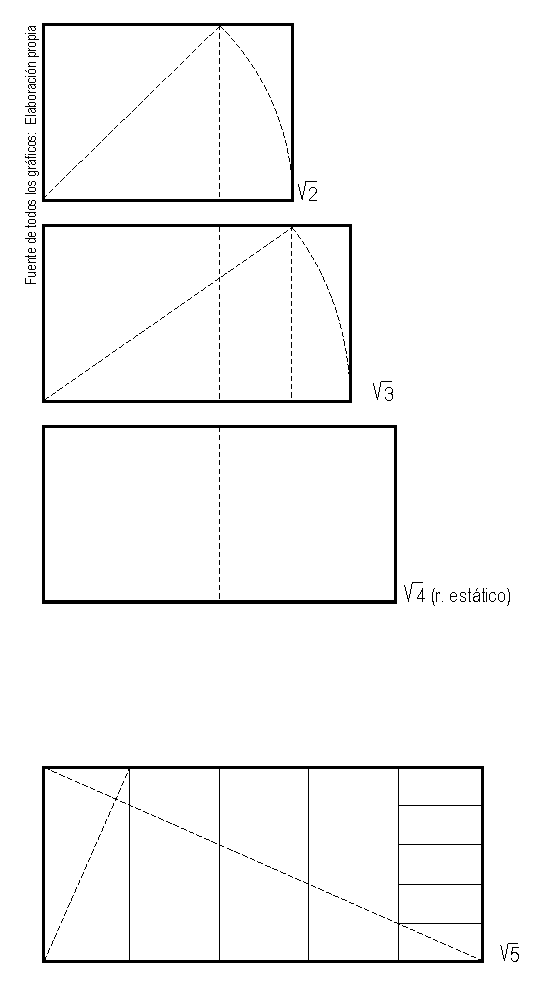 Fuente de todos los gráficos: Elaboración propia
√2
√3
√4 (r. estático)
√5